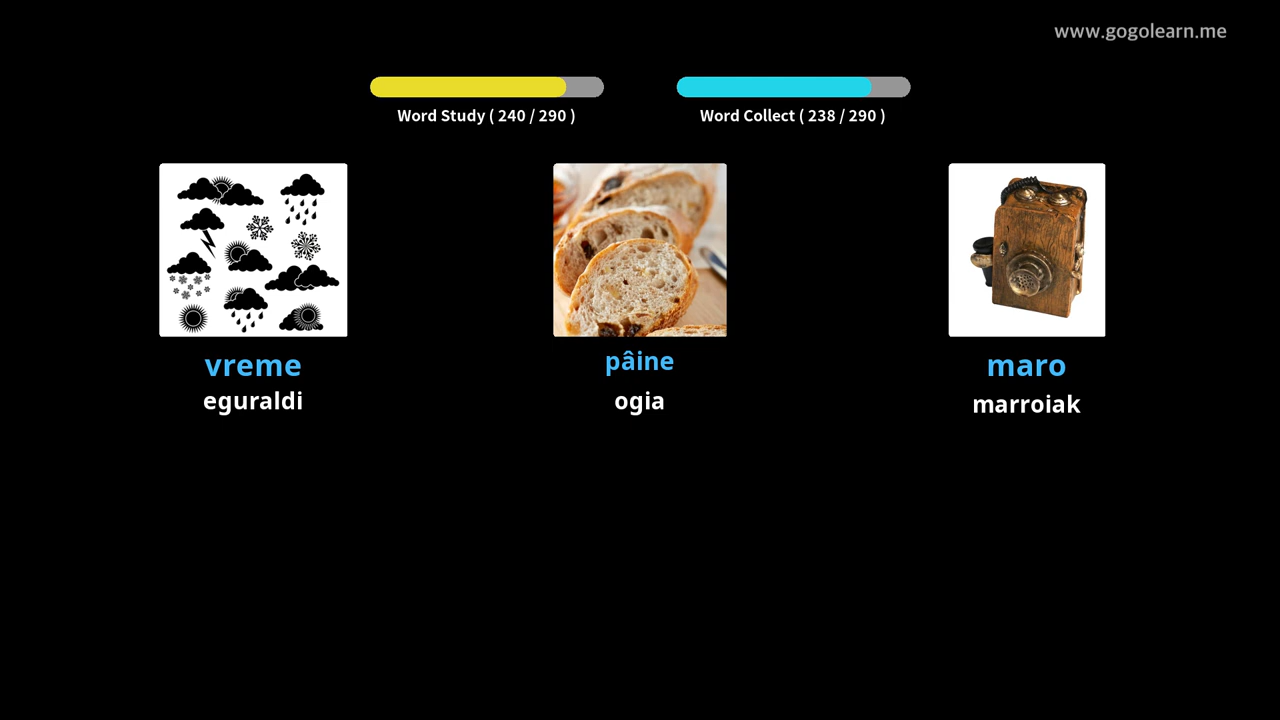 www.gogolearn.me
Word Study ( 240 / 290 )
Word Collect ( 238 / 290 )
vreme
eguraldi
pâine
ogia
maro
marroiak